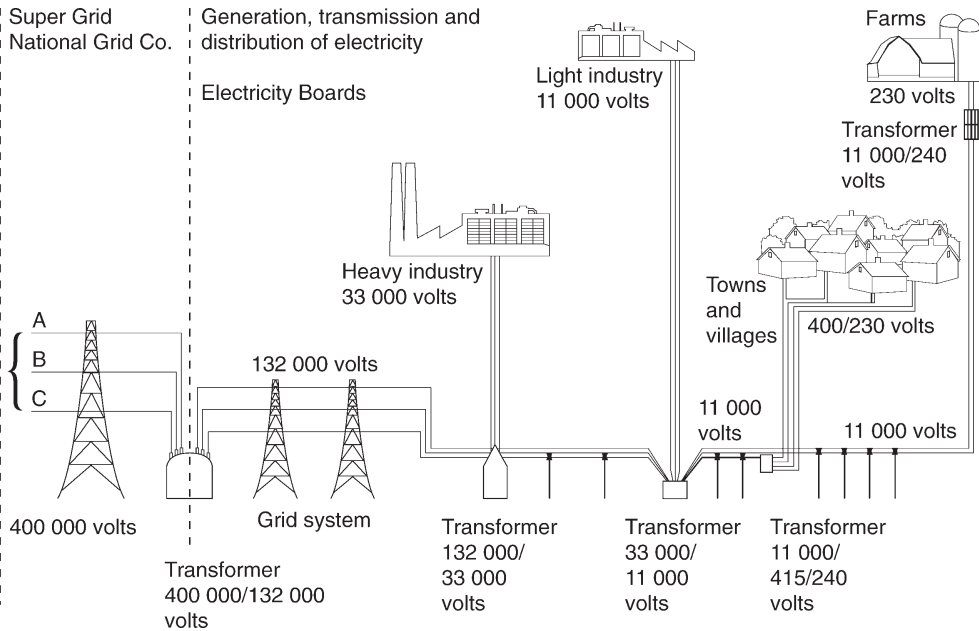 Super Grid
National Grid Co.
Generation, transmission and
distribution of electricity
Electricity Boards
Light industry
11 000 volts
Farms
230 volts
Transformer
11 000/240
volts
Heavy industry
33 000 volts
Towns
and
villages
400/230 volts
A
B
C
132 000 volts
11 000
volts
11 000 volts
400 000 volts
Grid system
Transformer
400 000/132 000
volts
Transformer
132 000/
33 000
volts
Transformer
33 000/
11 000
volts
Transformer
11 000/
415/240
volts